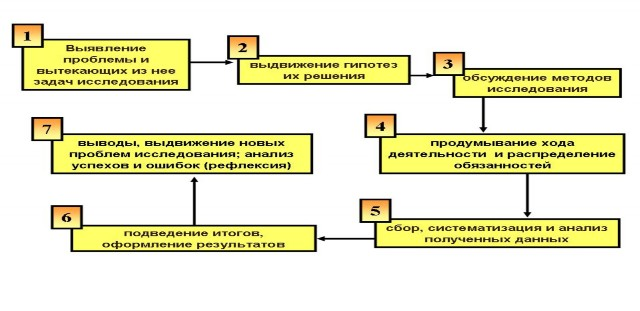 1
Выявление
проблемы и
вытекающих из нее
задач исследования
2
выдвижение гипотез
их решения
3
обсуждение методов
исследования
4
продумывание хода
деятельности и распределение
обязанностей
5
сбор, систематизация и анализ
полученных данных
6
подведение итогов,
оформление результатов
7
выводы, выдвижение новых
проблем исследования; анализ
успехов и ошибок (рефлексия)